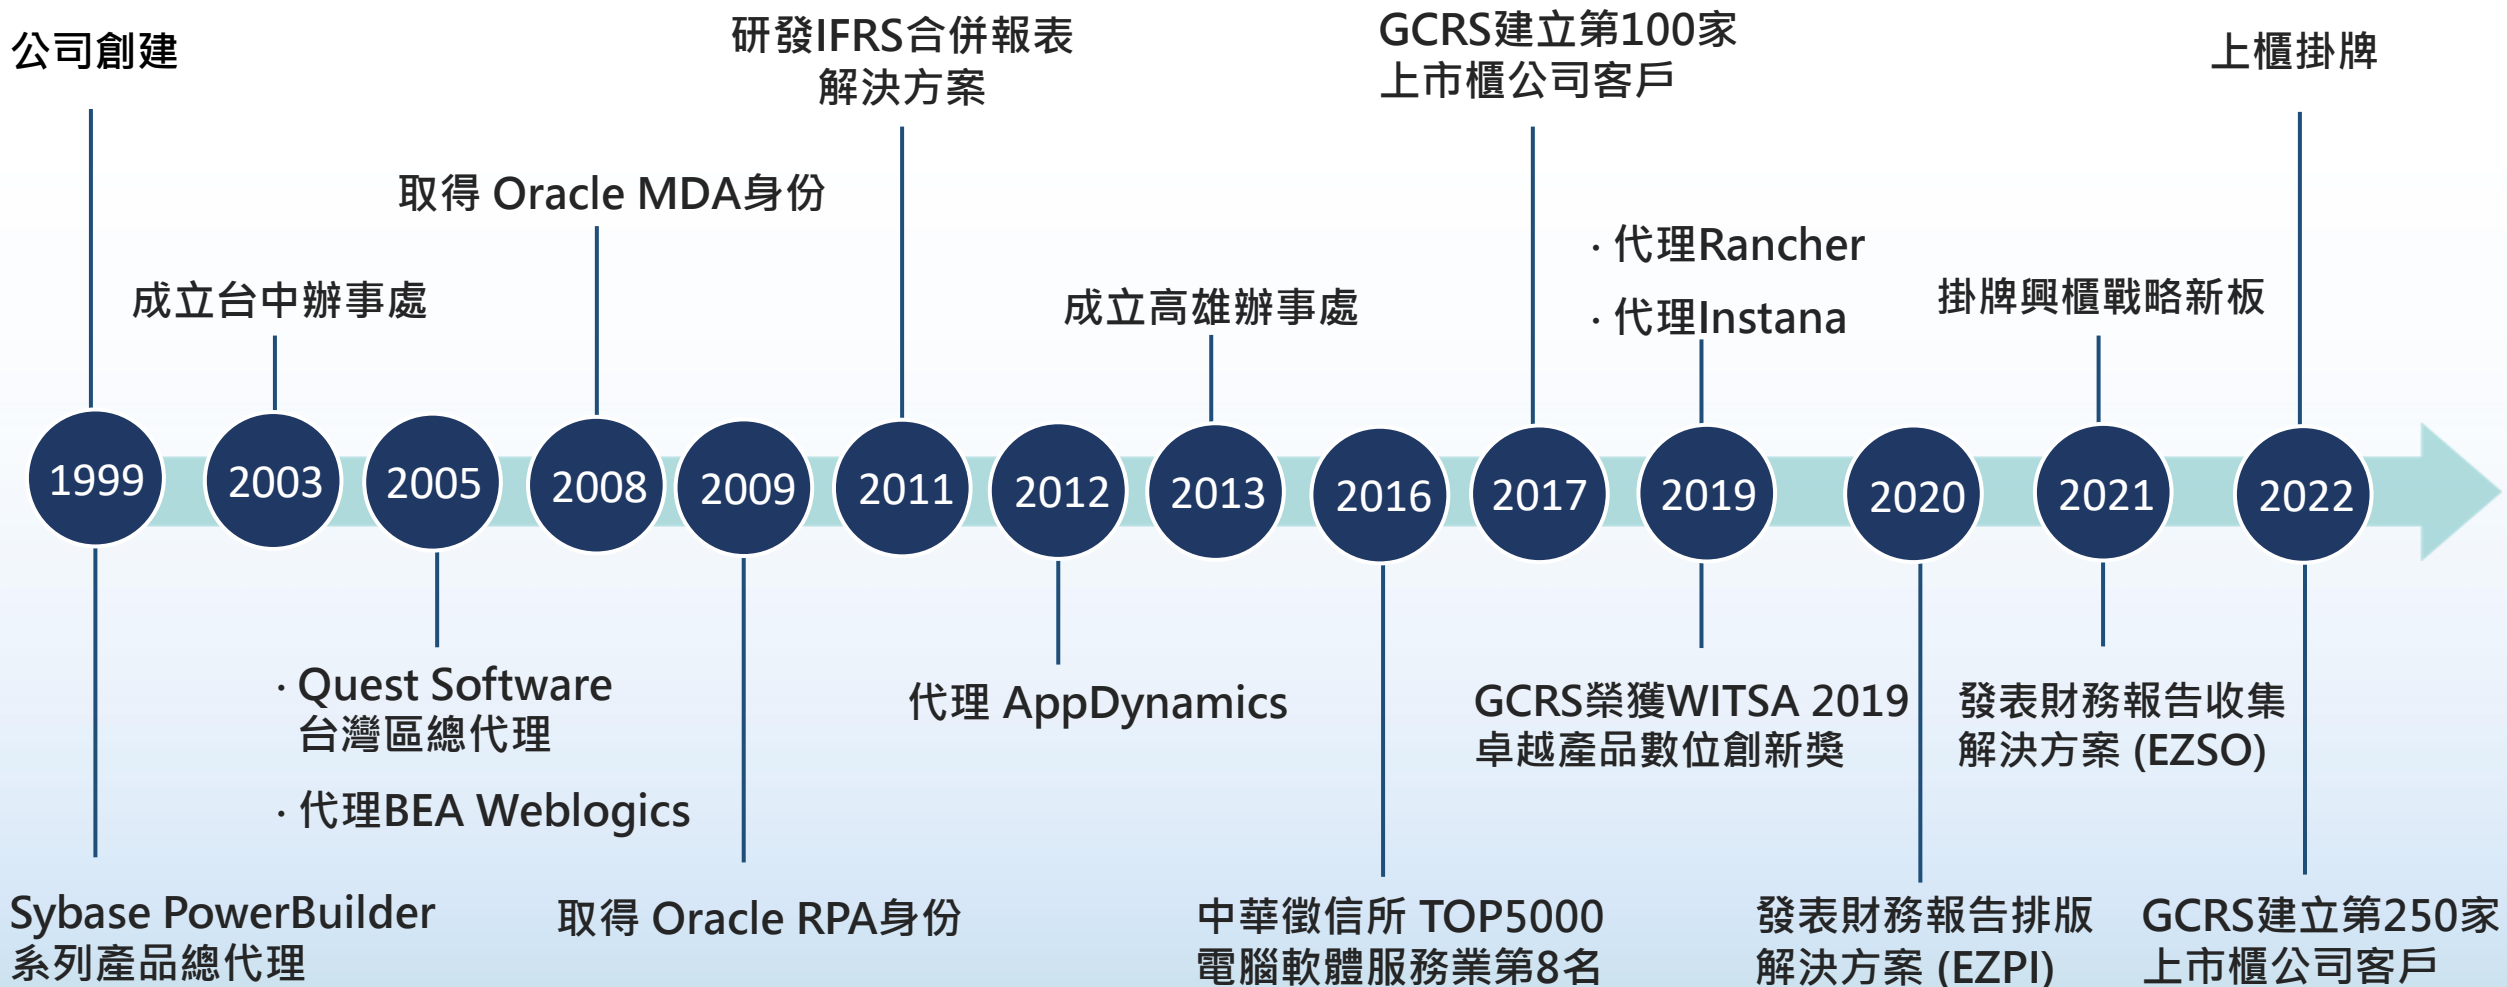 公司創建
研發IFRS合併報表
解決方案
GCRS建立第100家
上市櫃公司客戶
上櫃掛牌
取得 Oracle MDA身份
· 代理Rancher
· 代理Instana
成立台中辦事處
成立高雄辦事處
掛牌興櫃戰略新板
1999
2003
2005
2008
2009
2011
2012
2013
2016
2017
2019
2020
2021
2022
· Quest Software
台灣區總代理
· 代理BEA Weblogics
代理 AppDynamics
GCRS榮獲WITSA 2019
卓越產品數位創新獎
發表財務報告收集
解決方案 (EZSO)
Sybase PowerBuilder
系列產品總代理
取得 Oracle RPA身份
中華徵信所 TOP5000
電腦軟體服務業第8名
發表財務報告排版
解決方案 (EZPI)
GCRS建立第250家
上市櫃公司客戶